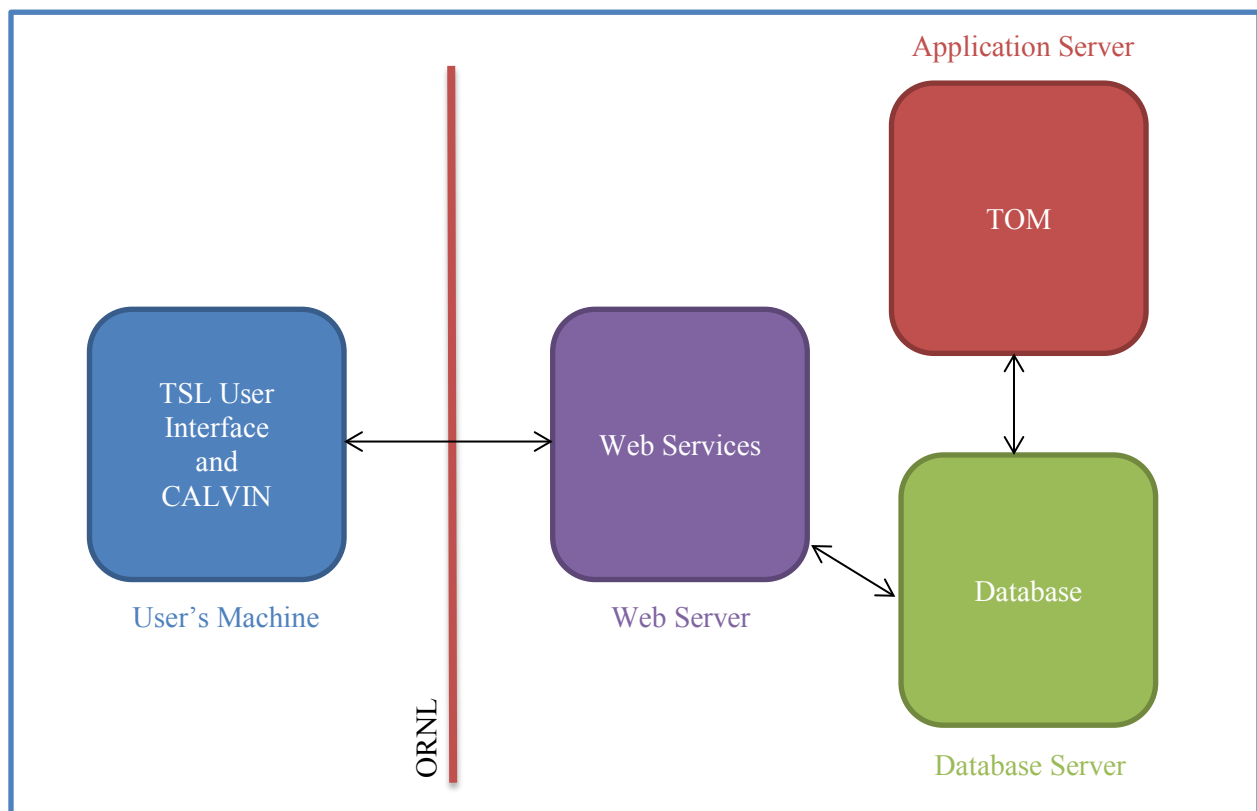 Application Server
TOM
TSL User
Interface
and
CALVIN
Web Services
Database
User’s Machine
Web Server
ORNL
Database Server